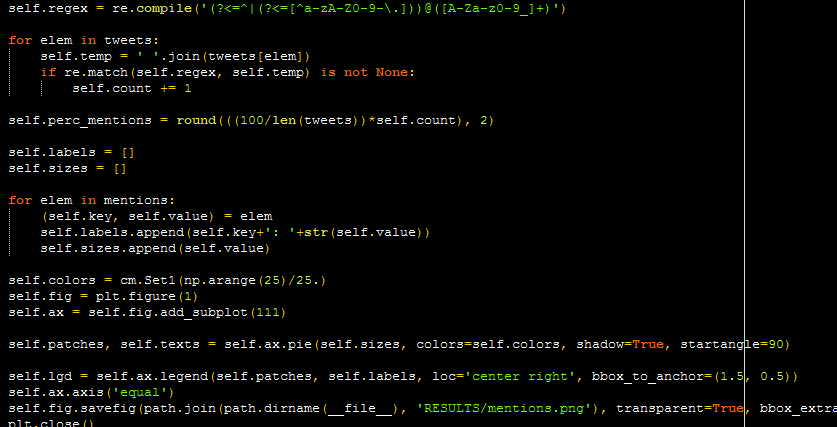 self.regex = re.compile('(?<=^|(?<=[^a-zA-Z0-9-\.]))@([A-Za-z0-9_]+)')
for elem in tweets:
self.temp = ' '.join(tweets[elem])
if re.match(self.regex, self.temp) is not None:
self.count += 1
self.perc_mentions = round(((100/len(tweets))*self.count), 2)
self.labels = []
self.sizes = []
for elem in mentions:
(self.key, self.value) = elem
self.labels.append(self.key+': '+str(self.value))
self.sizes.append(self.value)
self.colors = cm.Set1(np.arange(25)/25.)
self.fig = plt.figure(1)
self.ax = self.fig.add_subplot(111)
self.patches, self.texts = self.ax.pie(self.sizes, colors=self.colors, shadow=True, startangle=90)
self.lgd = self.ax.legend(self.patches, self.labels, loc='center right', bbox_to_anchor=(1.5, 0.5))
self.ax.axis('equal')
self.fig.savefig(path.join(path.dirname(__file__), 'RESULTS/mentions.png'), transparent=True, bbox_extra
plt.close()